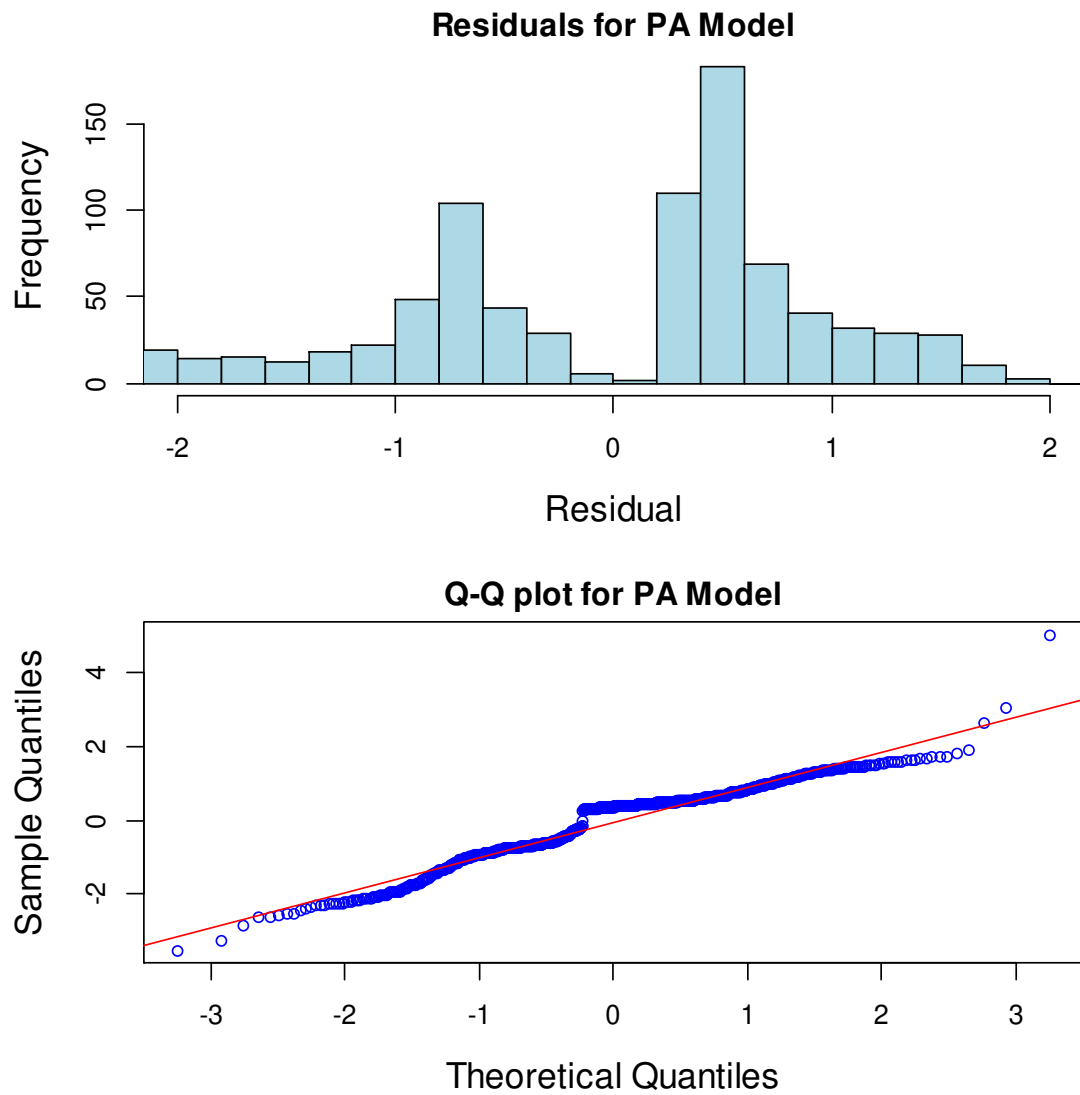 Residuals for PA Model
Frequency
150
100
50
0
-2 -1 0 1 2
Residual
Q-Q plot for PA Model
Sample Quantiles
4
2
0
-2
-3 -2 -1 0 1 2 3
Theoretical Quantiles